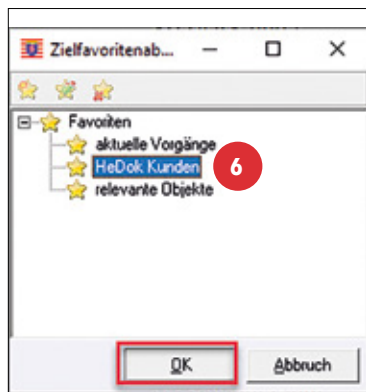 Zielfavoritenab...
Favoriten
aktuelle Vorgänge
HeDok Kunden
6
relevante Objekte
OK
Abbruch